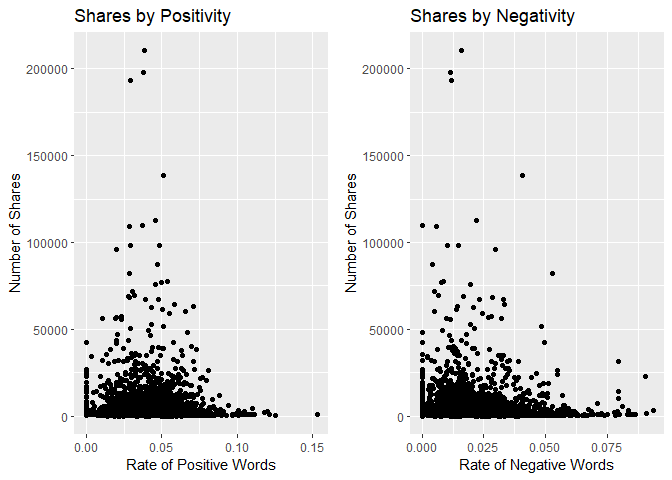 Shares by Positivity
Number of Shares
200000
150000
100000
50000
0
0.00 0.05 0.10 0.15
Rate of Positive Words
Shares by Negativity
Number of Shares
200000
150000
100000
50000
0
0.000 0.025 0.050 0.075
Rate of Negative Words